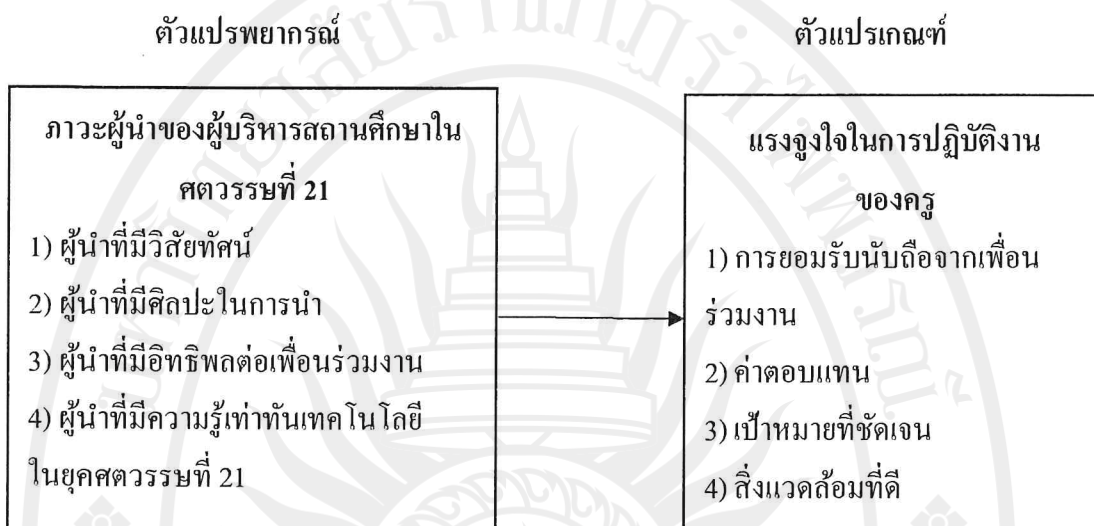 ตัวแปรพยากรณ์
ตัวแปรเกณฑ์
ภาวะผู้นำของผู้บริหารสถานศึกษาใน
ศตวรรษที่ 21
1) ผู้นำที่มีวิสัยทัศน์
2) ผู้นำที่มีศิลปะในการนำ
3) ผู้นำที่มีอิทธิพลต่อเพื่อนร่วมงาน
4) ผู้นำที่มีความรู้เท่าทันเทคโนโลยี
ในยุคศตวรรษที่ 21
แรงจูงใจในการปฏิบัติงาน
ของครู
1) การยอมรับนับถือจากเพื่อน
ร่วมงาน
2) ค่าตอบแทน
3) เป้าหมายที่ชัดเจน
4) สิ่งแวดล้อมที่ดี